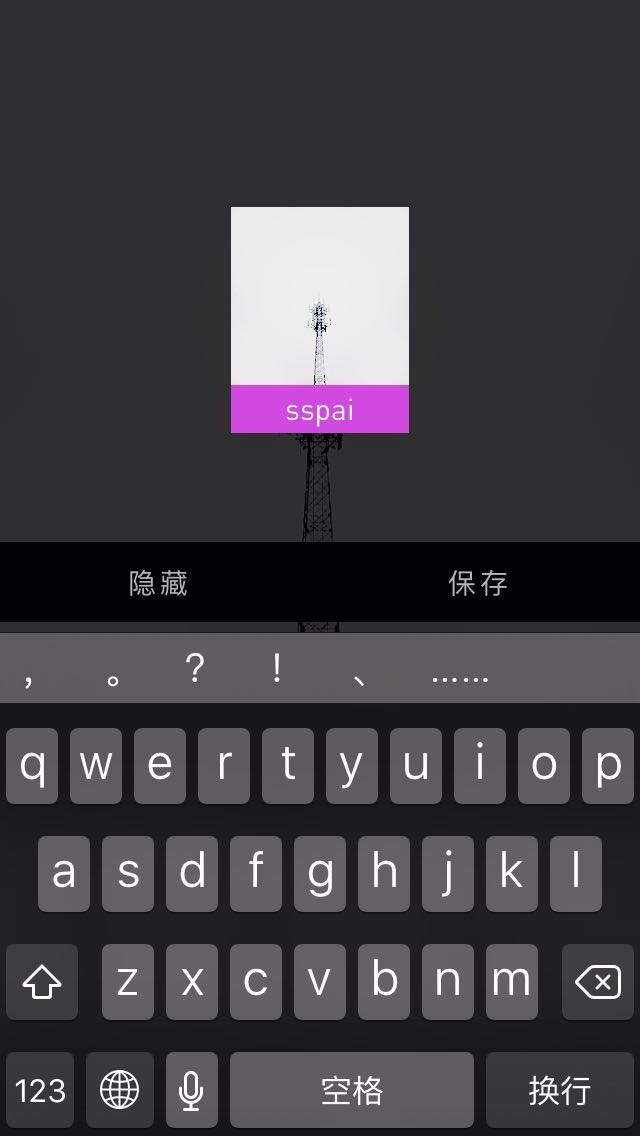 sspai
隐藏 保存
， 。 ? ! 、 ……
q w e r t y u i o p
a s d f g h j k l
z x c v b n m
123 空格 换行